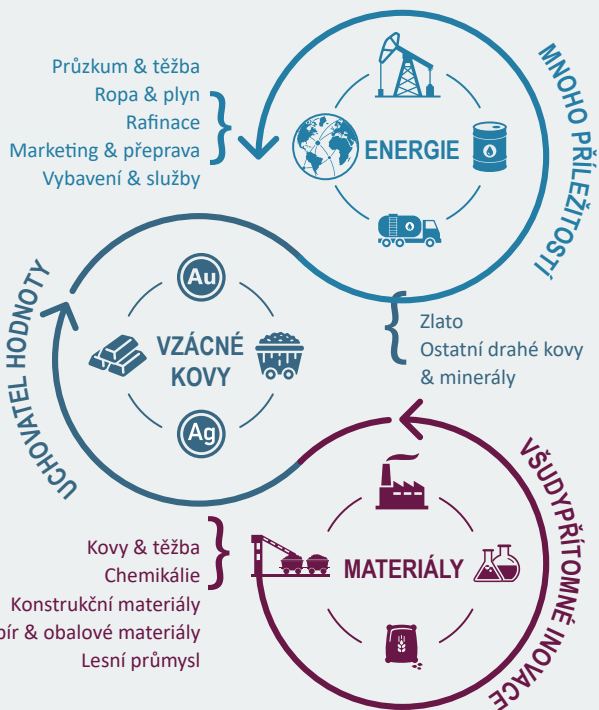 Průzkum & těžba
Ropa & plyn
Rafinace
Marketing & přeprava
Vybavení & služby
ENERGIE
MNOHO PŘÍLEŽITOSTÍ
UCHOVATEL HODNOTY
Au
VZÁCNÉ
KOVY
Ag
Zlato
Ostatní drahé kovy
& minerály
Kovy & těžba
Chemikálie
Konstrukční materiály
& obalové materiály
Lesní průmysl
MATERIÁLY
VŠUDYPŘÍTOMNÉ INOVACE